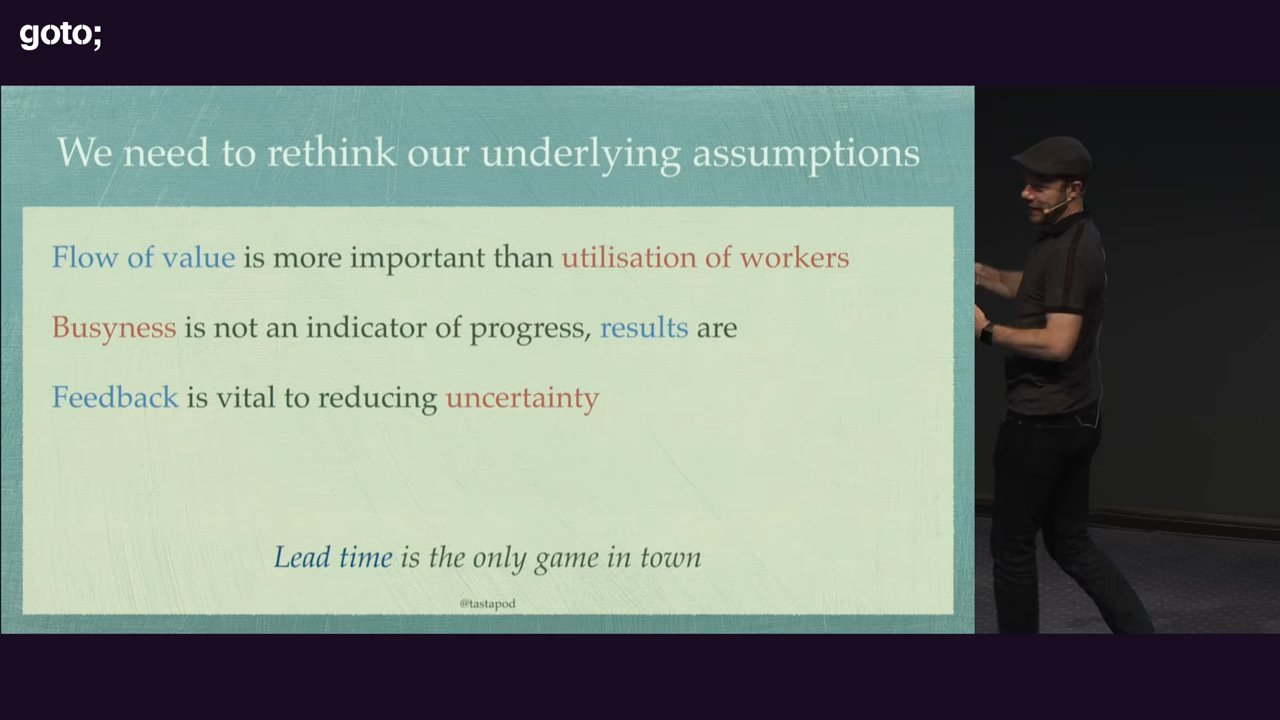 goto;
We need to rethink our underlying assumptions
Flow of value is more important than utilisation of workers
Busyness is not an indicator of progress, results are
Feedback is vital to reducing uncertainty
Lead time is the only game in town
@tastapod